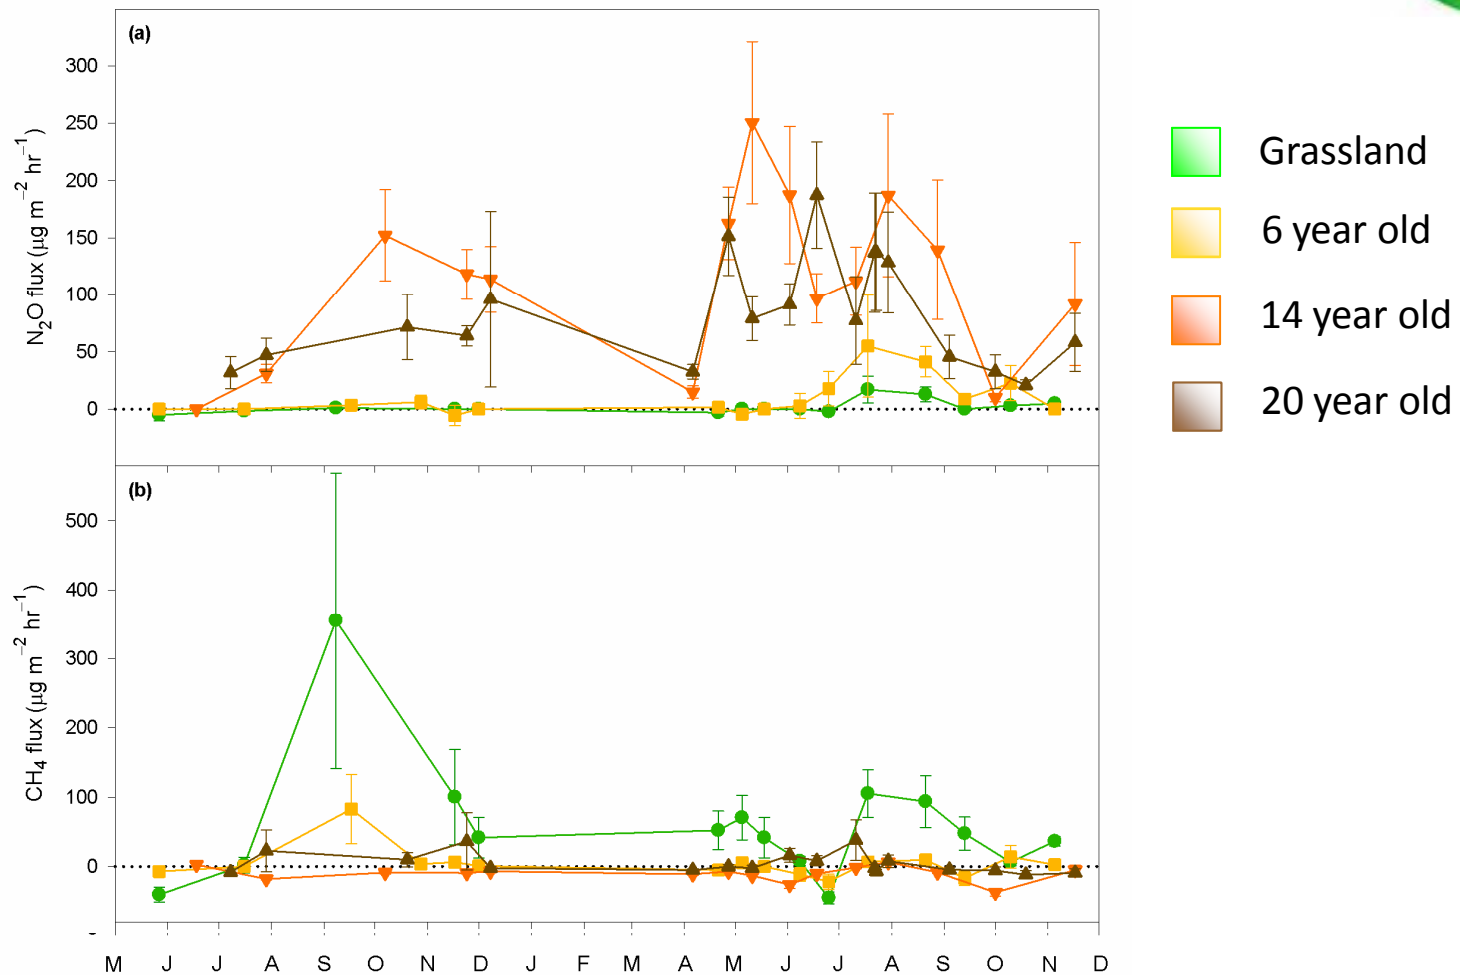 (a)
300
250
200
150
100
50
0
N₂O flux (µg m⁻² hr⁻¹)
Grassland
6 year old
14 year old
20 year old
(b)
500
400
300
200
100
0
-
CH₄ flux (µg m⁻² hr⁻¹)
M J J A S O N D J F M A M J J A S O N D